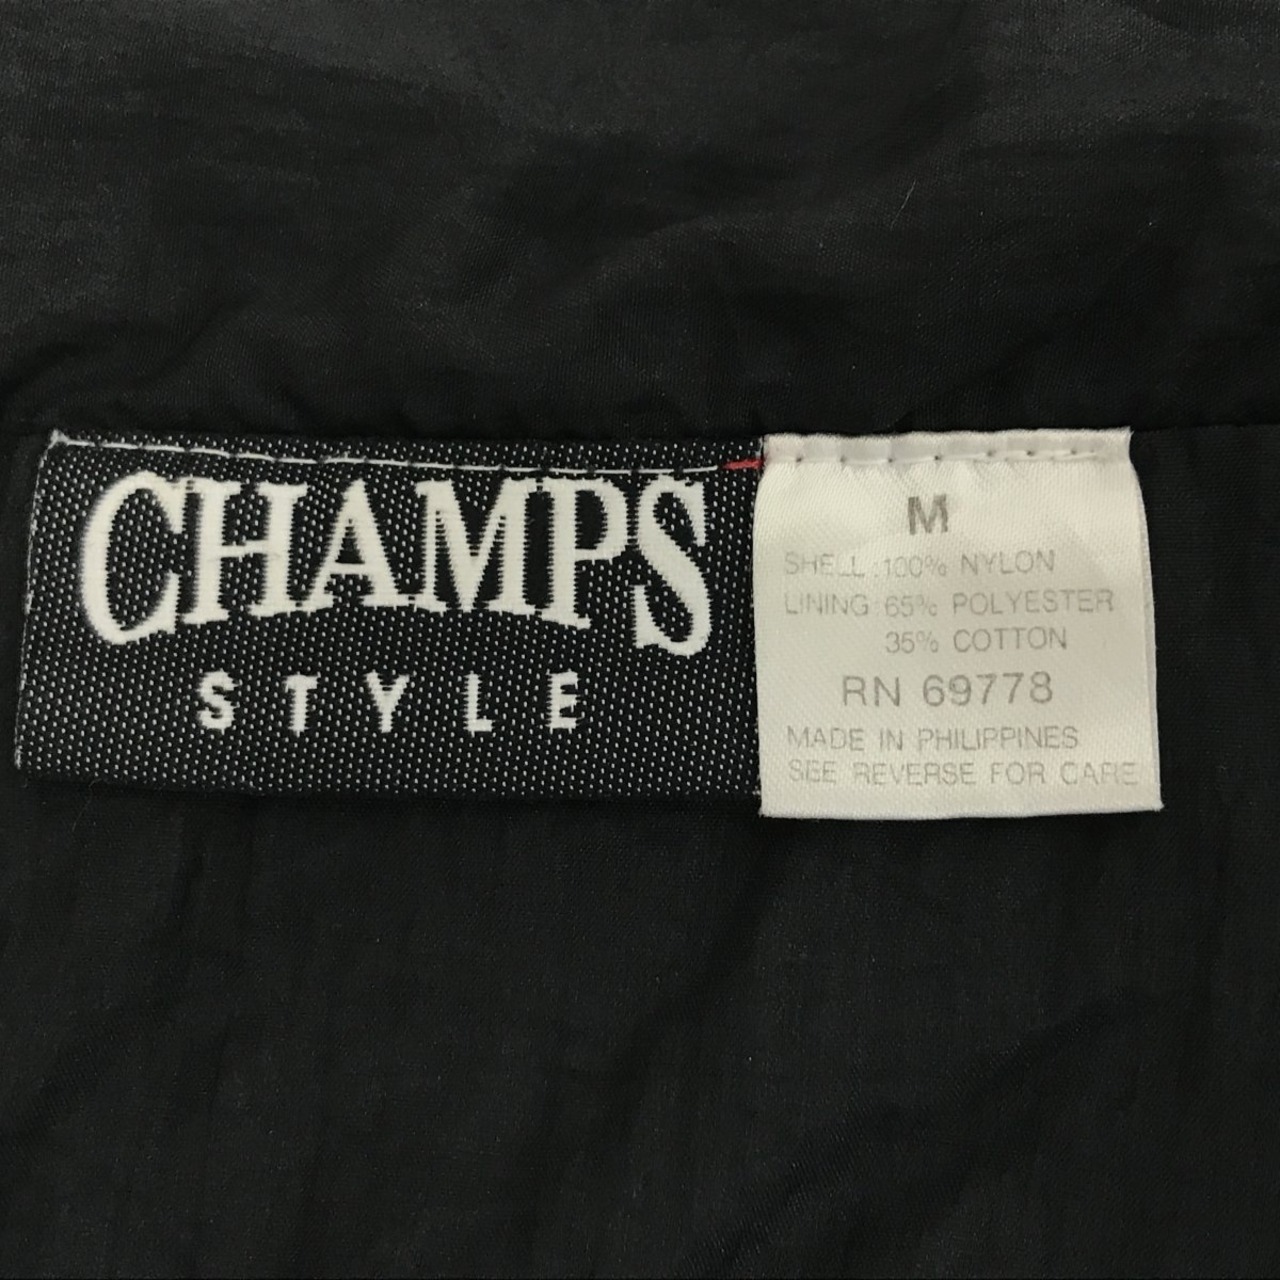 CHAMPS
STYLE
M
SHELL:100% NYLON
LINING:65% POLYESTER
35% COTTON
RN 69778
MADE IN PHILIPPINES
SEE REVERSE FOR CARE